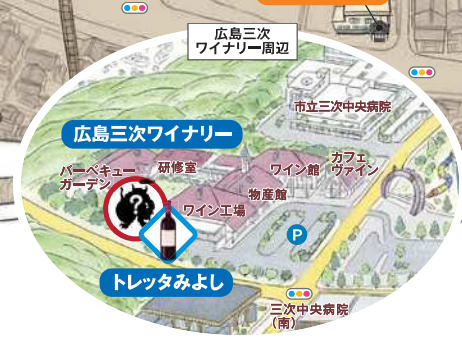 広島三次
ワイナリー周辺
市立三次中央病院
広島三次ワイナリー
バーベキュー
ガーデン
研修室
ワイン館
カフェ
ヴァイン
物産館
ワイン工場
?
P
トレッタみよし
三次中央病院
(南)